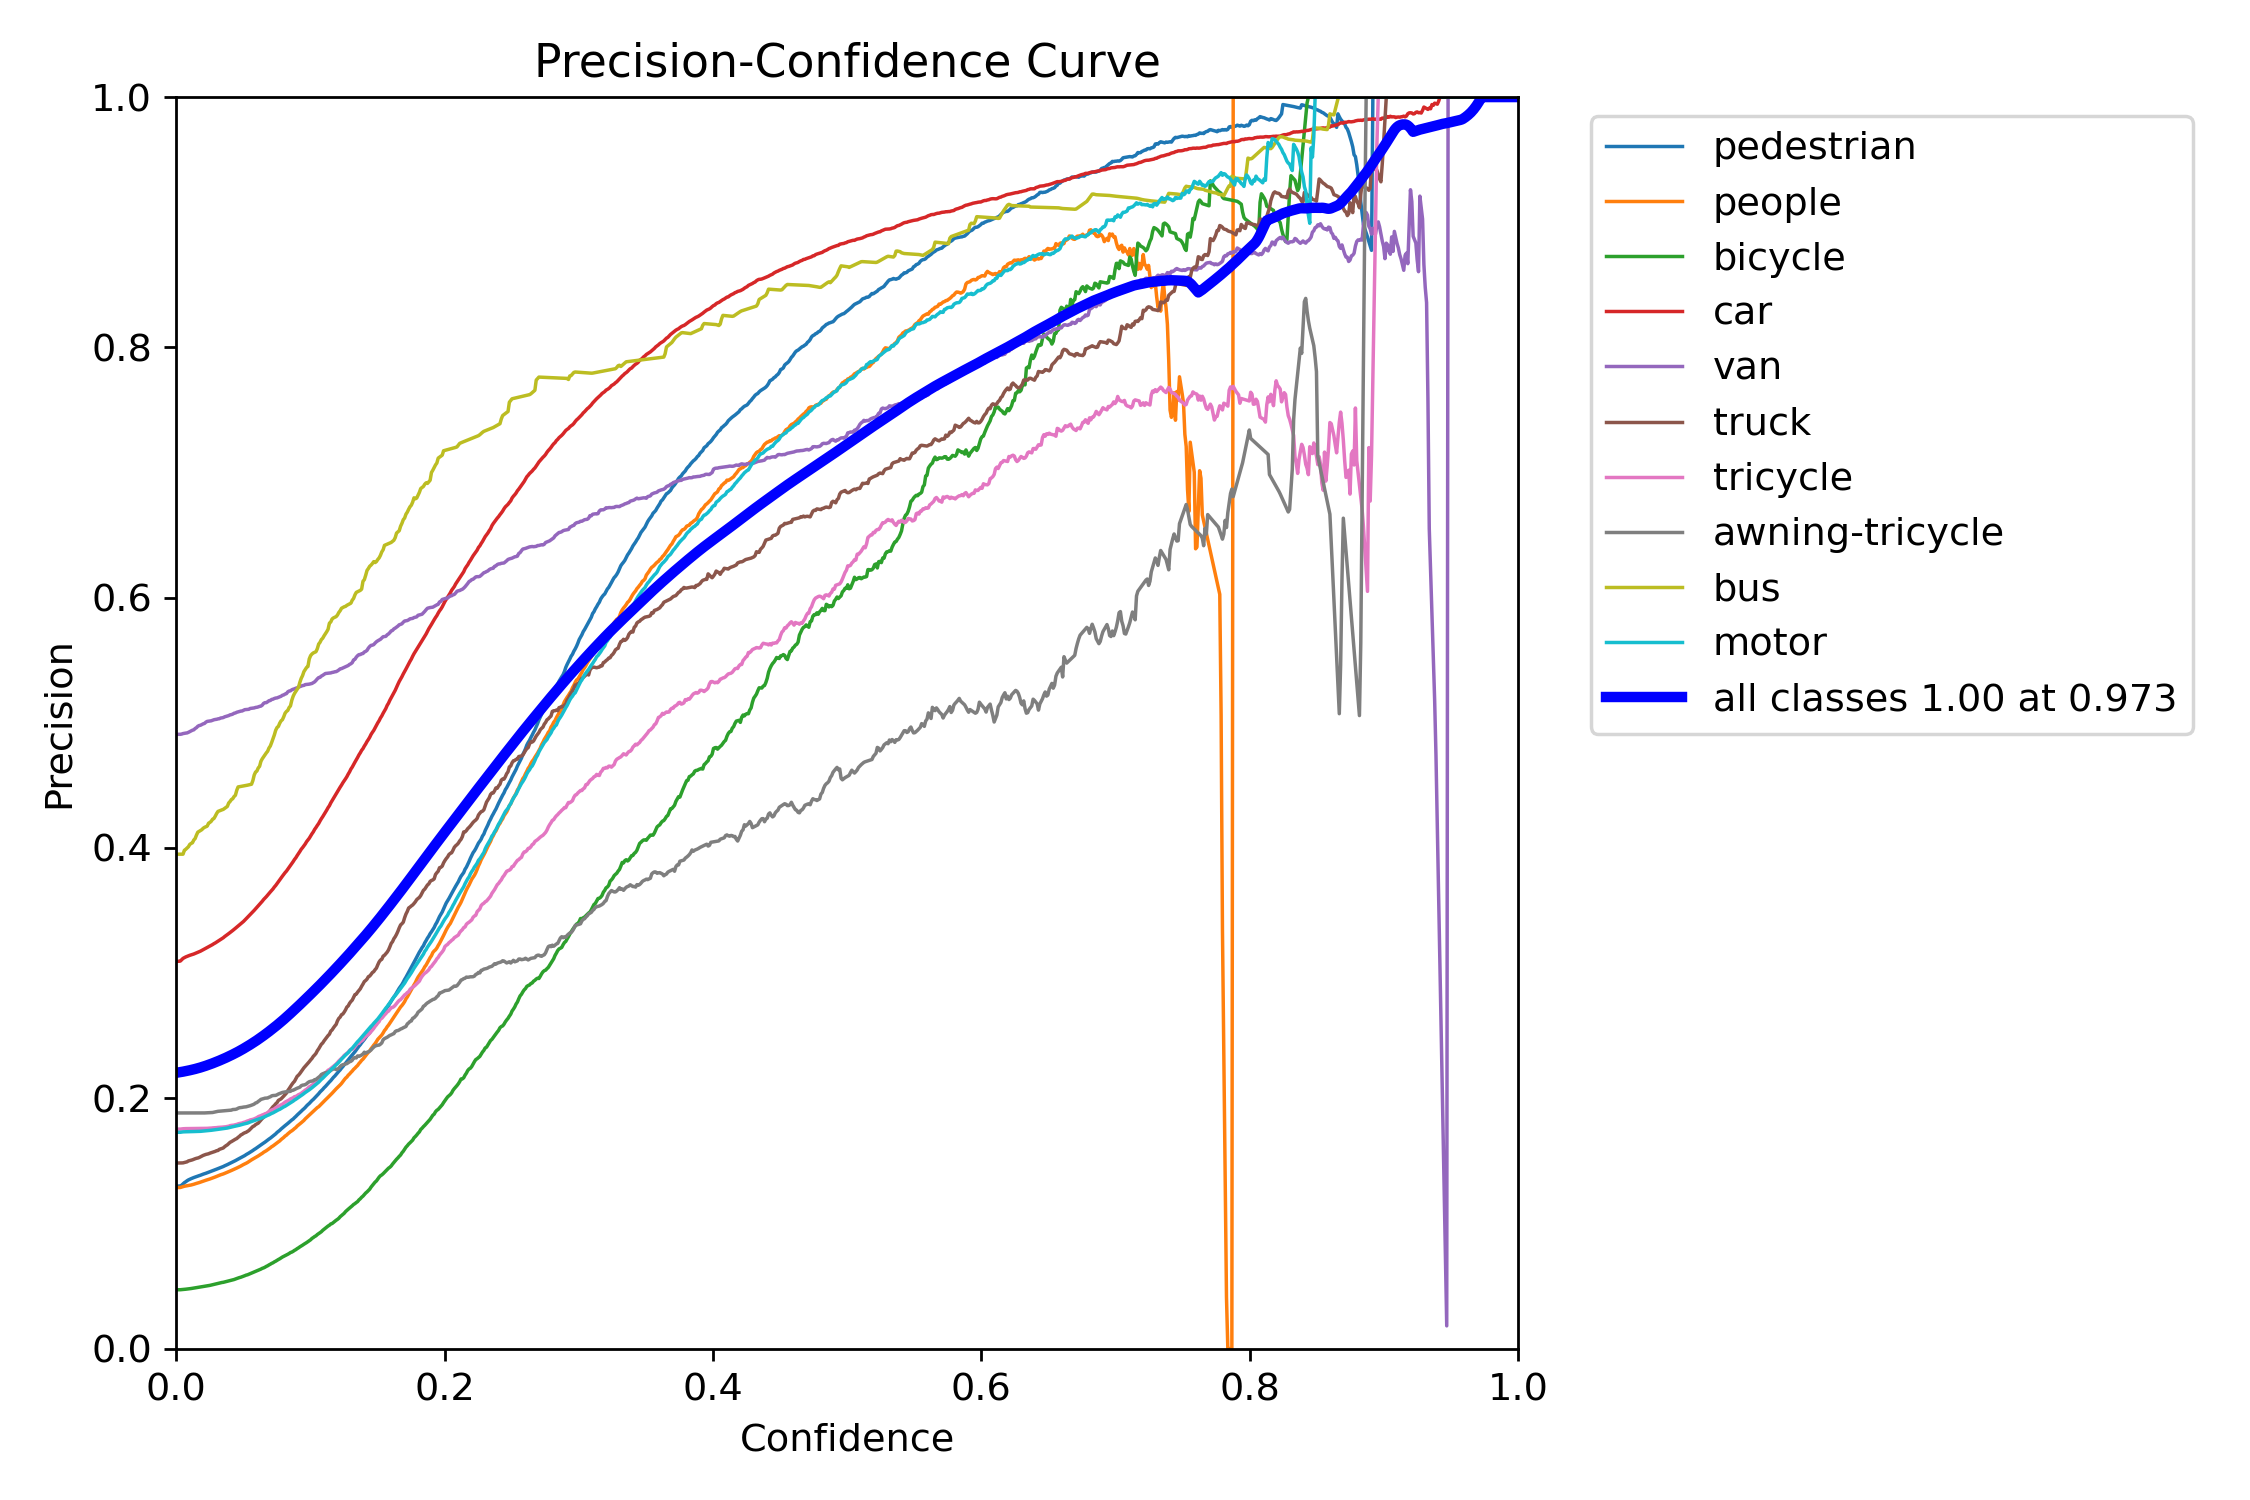 Precision-Confidence Curve
1.0
0.8
0.6
0.4
0.2
0.0
Precision
0.0 0.2 0.4 0.6 0.8 1.0
Confidence
pedestrian
people
bicycle
car
van
truck
tricycle
awning-tricycle
bus
motor
all classes 1.00 at 0.973